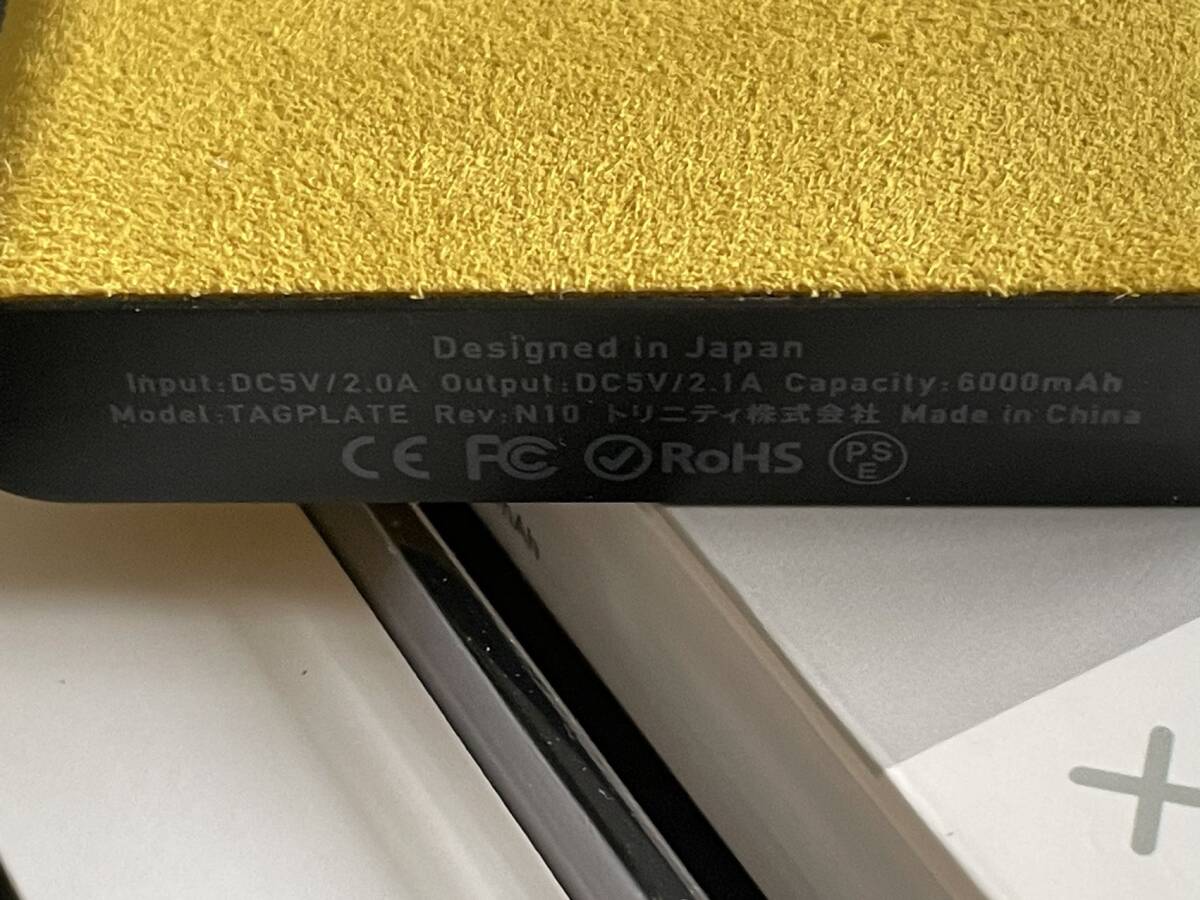 Designed in Japan
Input:DC5V/2.0A Output:DC5V/2.1A Capacity:6000mAh
Model:TAGPLATE Rev:N10 トリニティ株式会社 Made in China
CE FC RoHS PSE